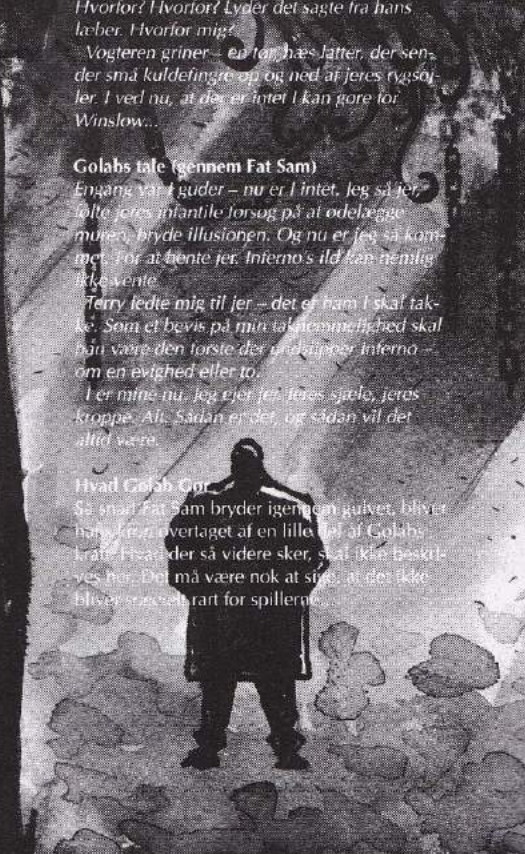 Hvorfor? Hvorfor? Lyder det sagte fra hans
læber. Hvorfor mig?
Vogteren griner – en tør, hæs latter, der sen-
der små kuldefingre op og ned af jeres rygsøj-
ler. I ved nu, at der er intet I kan gøre for
Winslow...
Golabs tale (gennem Fat Sam)
Engang var I guder – nu er I intet. Jeg så jer,
følte jeres infantile forsøg på at ødelægge
muren, bryde illusionen. Og nu er jeg så kom-
met. For at hente jer. Inferno's ild kan nemlig
ikke vente.
Terry ledte mig til jer – det er ham I skal tak-
ke. Som et bevis på min taknemmelighed skal
han være den første der undslipper Inferno –
om en evighed eller to.
I er mine nu. Jeg ejer jer. Jeres sjæle, jeres
kroppe. Alt. Sådan er det, og sådan vil det
altid være.
Hvad Golab Gør
Så snart Fat Sam bryder igennem gulvet, bliver
hans krop overtaget af en lille del af Golabs
kraft. Hvad der så videre sker, skal ikke beskri-
ves her. Det må være nok at sige, at det ikke
bliver specielt rart for spillerne...